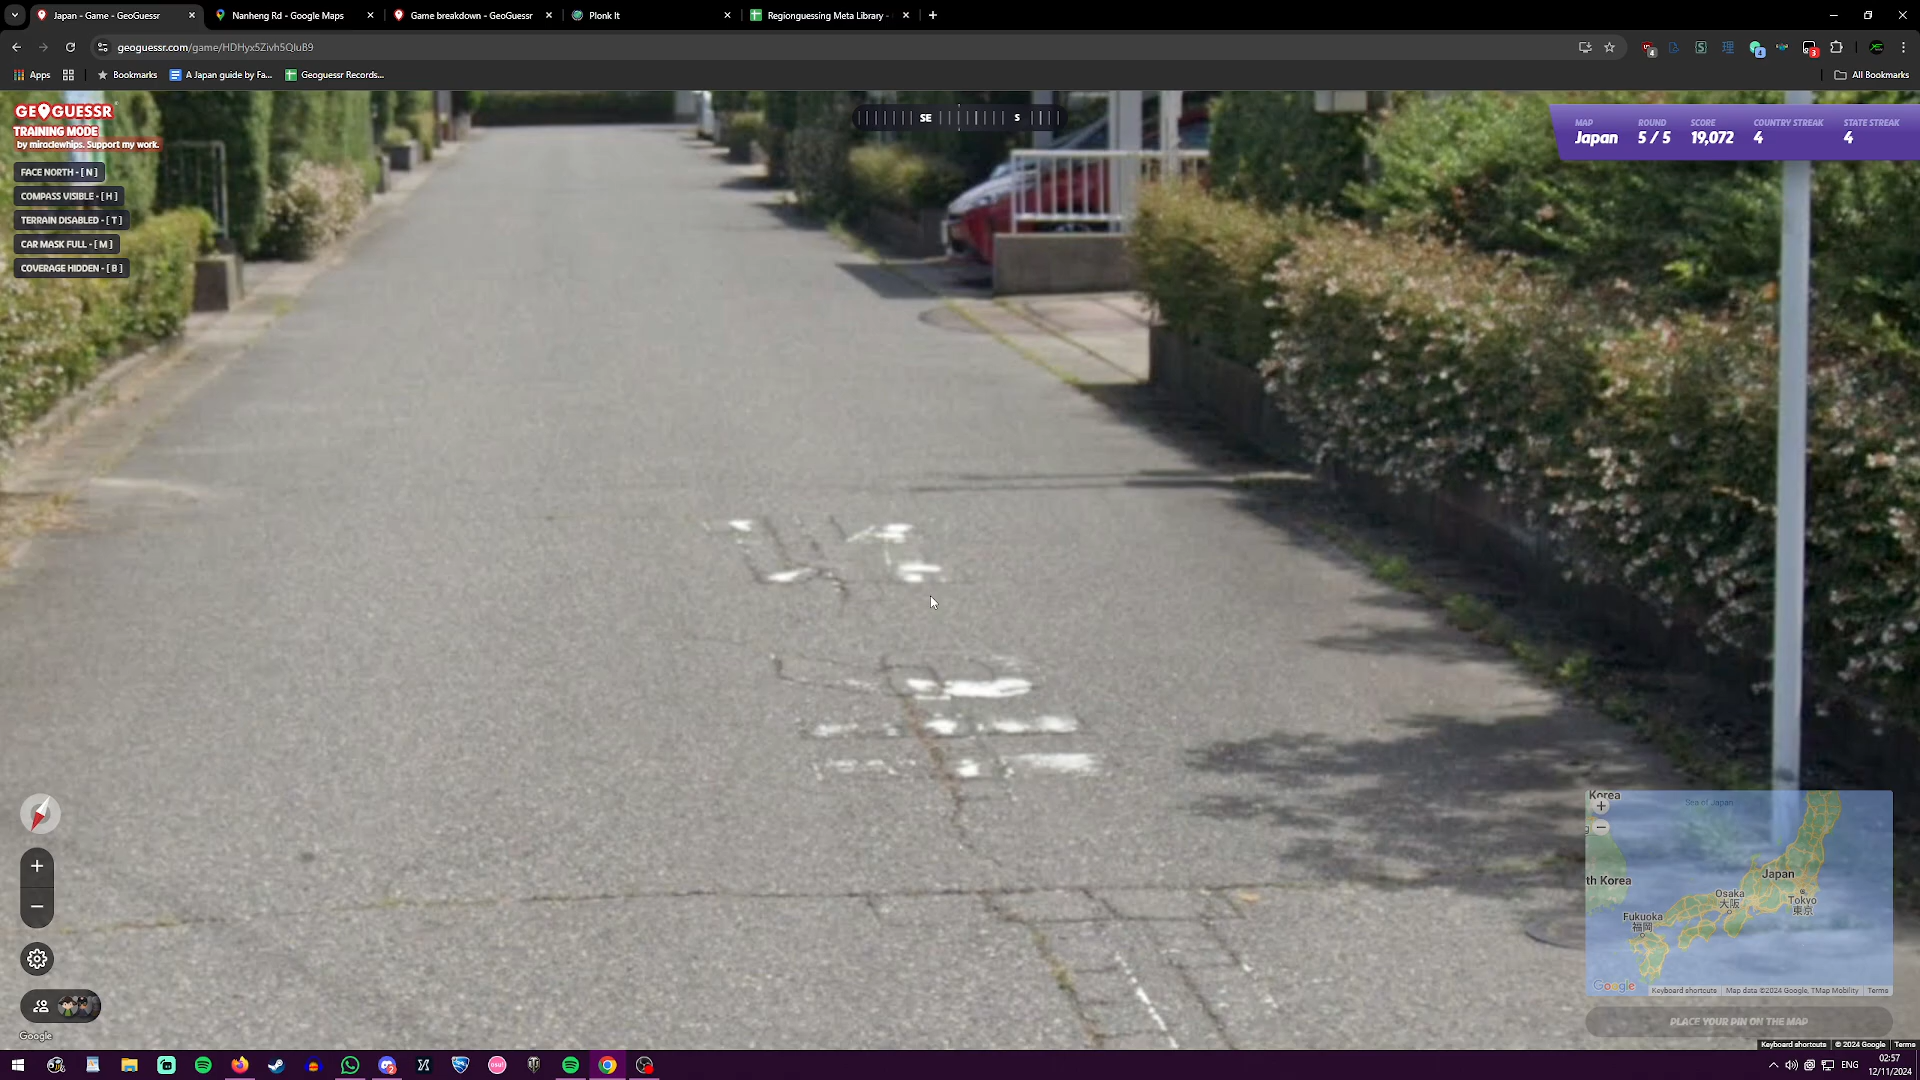 Japan - Game - GeoGuessr
Nanheng Rd - Google Maps
Game breakdown - GeoGuessr
Plonk It
Regionguessing Meta Library -
geoguessr.com/game/HDHyx5Zivh5QluB9
4
4
3
Apps
Bookmarks
A Japan guide by Fa...
Geoguessr Records...
All Bookmarks
GEOGUESSR
TRAINING MODE
by miraclewhips. Support my work.
FACE NORTH - [ N ]
COMPASS VISIBLE - [ H ]
TERRAIN DISABLED - [ T ]
CAR MASK FULL - [ M ]
COVERAGE HIDDEN - [ B ]
SE
S
MAP
ROUND
SCORE
COUNTRY STREAK
STATE STREAK
Japan
5 / 5
19,072
4
4
Korea
Sea of Japan
th Korea
Japan
Osaka
大阪
Tokyo
東京
Fukuoka
福岡
Google
Keyboard shortcuts
Map data ©2024 Google, TMap Mobility
Terms
PLACE YOUR PIN ON THE MAP
Google
Keyboard shortcuts
© 2024 Google
Terms
osu!
ENG
02:57
12/11/2024